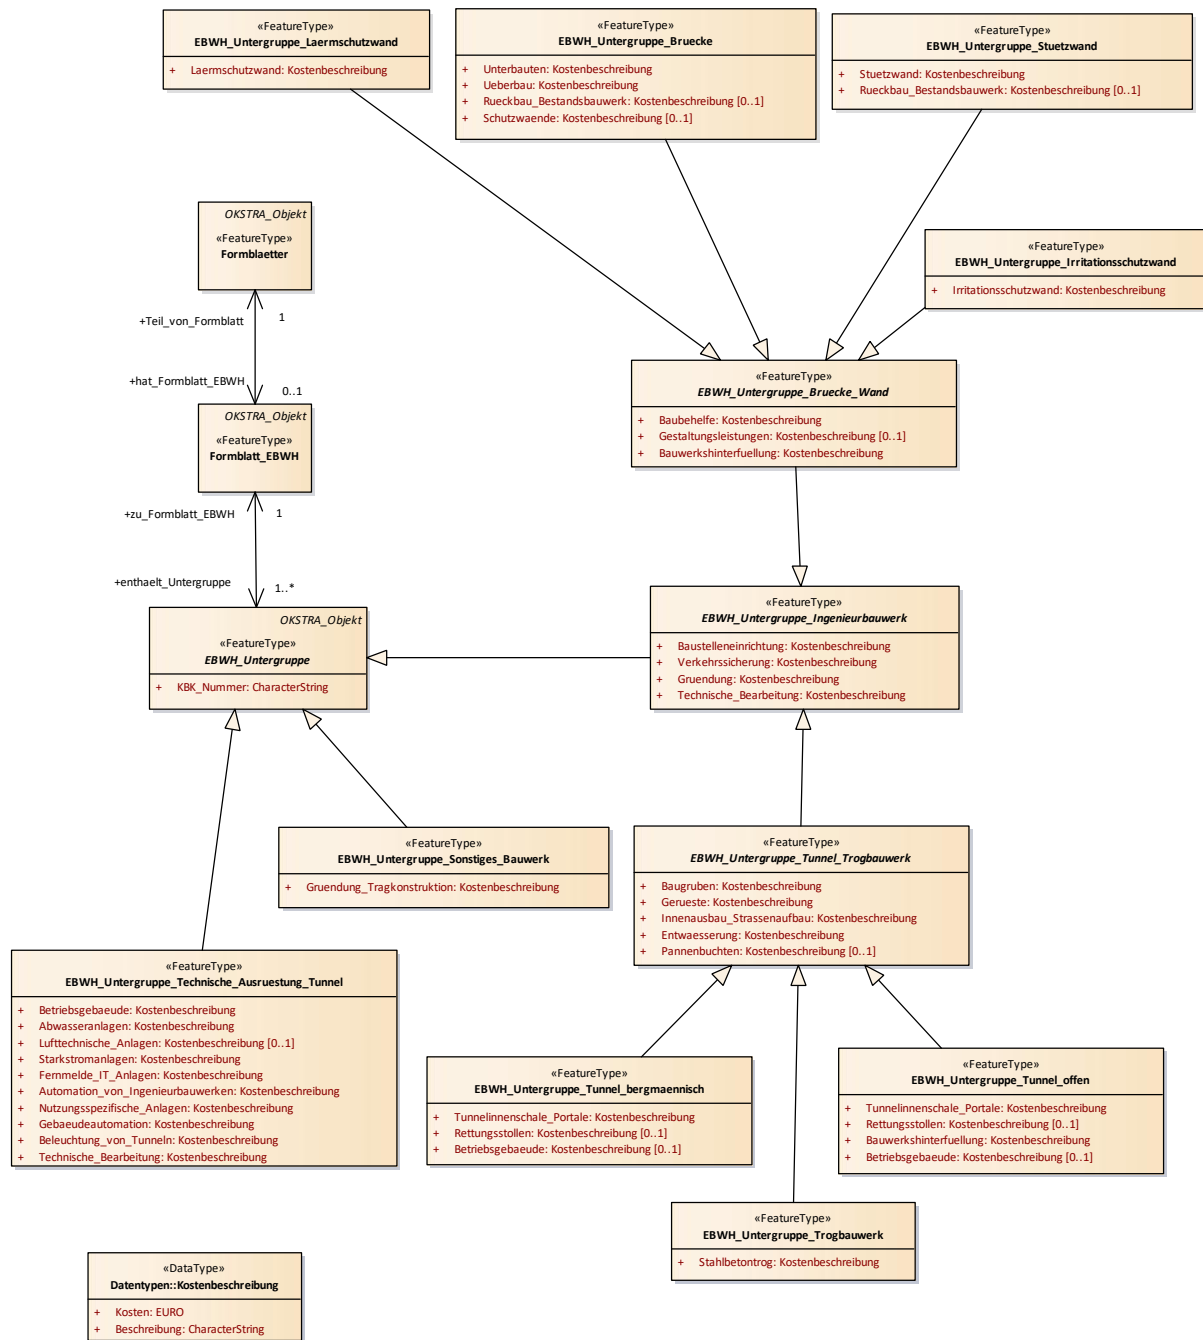 «FeatureType»
EBWH_Untergruppe_Laermschutzwand
+ Laermschutzwand: Kostenbeschreibung
«FeatureType»
EBWH_Untergruppe_Bruecke
+ Unterbauten: Kostenbeschreibung
+ Ueberbau: Kostenbeschreibung
+ Rueckbau_Bestandsbauwerk: Kostenbeschreibung [0..1]
+ Schutzwaende: Kostenbeschreibung [0..1]
«FeatureType»
EBWH_Untergruppe_Stuetzwand
+ Stuetzwand: Kostenbeschreibung
+ Rueckbau_Bestandsbauwerk: Kostenbeschreibung [0..1]
OKSTRA_Objekt
«FeatureType»
Formblaetter
«FeatureType»
EBWH_Untergruppe_Irritationsschutzwand
+ Irritationsschutzwand: Kostenbeschreibung
+Teil_von_Formblatt
1
+hat_Formblatt_EBWH
0..1
OKSTRA_Objekt
«FeatureType»
Formblatt_EBWH
«FeatureType»
EBWH_Untergruppe_Bruecke_Wand
+ Baubehelfe: Kostenbeschreibung
+ Gestaltungsleistungen: Kostenbeschreibung [0..1]
+ Bauwerkshinterfuellung: Kostenbeschreibung
+zu_Formblatt_EBWH
1
+enthaelt_Untergruppe
1..*
OKSTRA_Objekt
«FeatureType»
EBWH_Untergruppe
+ KBK_Nummer: CharacterString
«FeatureType»
EBWH_Untergruppe_Ingenieurbauwerk
+ Baustelleneinrichtung: Kostenbeschreibung
+ Verkehrssicherung: Kostenbeschreibung
+ Gruendung: Kostenbeschreibung
+ Technische_Bearbeitung: Kostenbeschreibung
«FeatureType»
EBWH_Untergruppe_Sonstiges_Bauwerk
+ Gruendung_Tragkonstruktion: Kostenbeschreibung
«FeatureType»
EBWH_Untergruppe_Tunnel_Trogbauwerk
+ Baugruben: Kostenbeschreibung
+ Gerueste: Kostenbeschreibung
+ Innenausbau_Strassenaufbau: Kostenbeschreibung
+ Entwaesserung: Kostenbeschreibung
+ Pannenbuchten: Kostenbeschreibung [0..1]
«FeatureType»
EBWH_Untergruppe_Technische_Ausruestung_Tunnel
+ Betriebsgebaeude: Kostenbeschreibung
+ Abwasseranlagen: Kostenbeschreibung
+ Lufttechnische_Anlagen: Kostenbeschreibung [0..1]
+ Starkstromanlagen: Kostenbeschreibung
+ Fernmelde_IT_Anlagen: Kostenbeschreibung
+ Automation_von_Ingenieurbauwerken: Kostenbeschreibung
+ Nutzungsspezifische_Anlagen: Kostenbeschreibung
+ Gebaeudeautomation: Kostenbeschreibung
+ Beleuchtung_von_Tunneln: Kostenbeschreibung
+ Technische_Bearbeitung: Kostenbeschreibung
«FeatureType»
EBWH_Untergruppe_Tunnel_bergmaennisch
+ Tunnelinnenschale_Portale: Kostenbeschreibung
+ Rettungsstollen: Kostenbeschreibung [0..1]
+ Betriebsgebaeude: Kostenbeschreibung [0..1]
«FeatureType»
EBWH_Untergruppe_Tunnel_offen
+ Tunnelinnenschale_Portale: Kostenbeschreibung
+ Rettungsstollen: Kostenbeschreibung [0..1]
+ Bauwerkshinterfuellung: Kostenbeschreibung
+ Betriebsgebaeude: Kostenbeschreibung [0..1]
«FeatureType»
EBWH_Untergruppe_Trogbauwerk
+ Stahlbetontrog: Kostenbeschreibung
«DataType»
Datentypen::Kostenbeschreibung
+ Kosten: EURO
+ Beschreibung: CharacterString